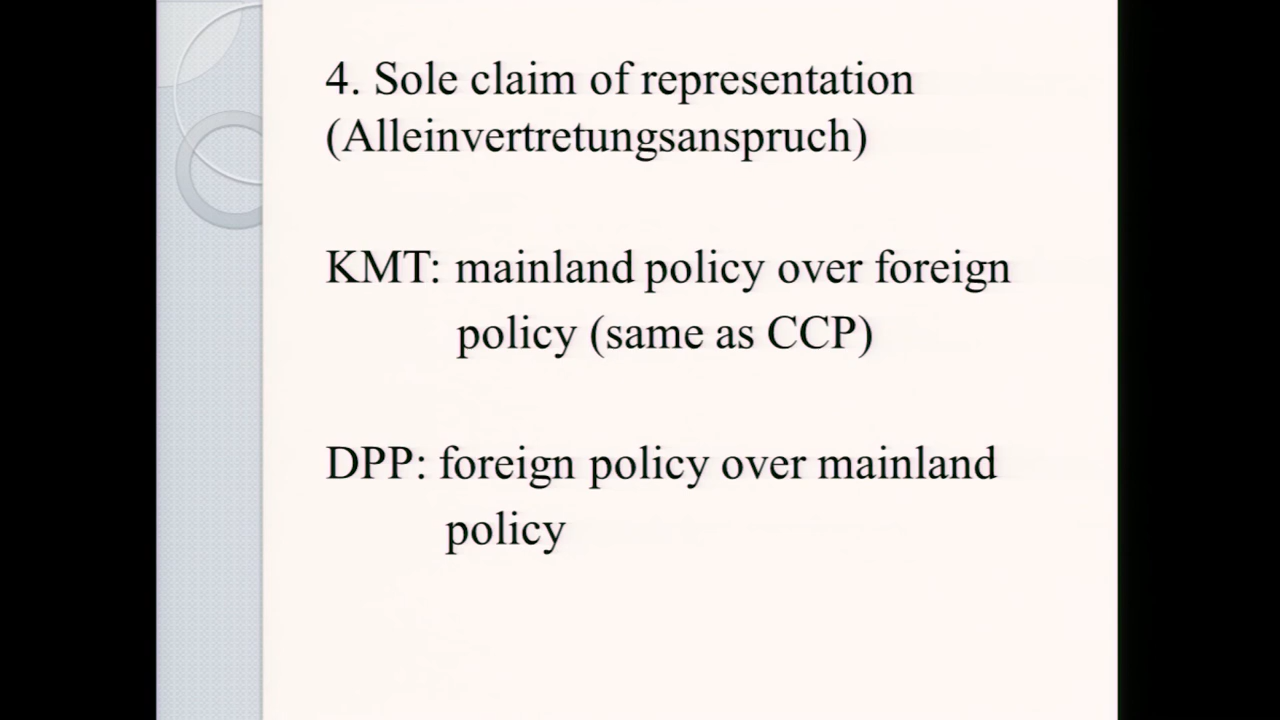 4. Sole claim of representation
(Alleinvertretungsanspruch)
KMT: mainland policy over foreign
policy (same as CCP)
DPP: foreign policy over mainland
policy